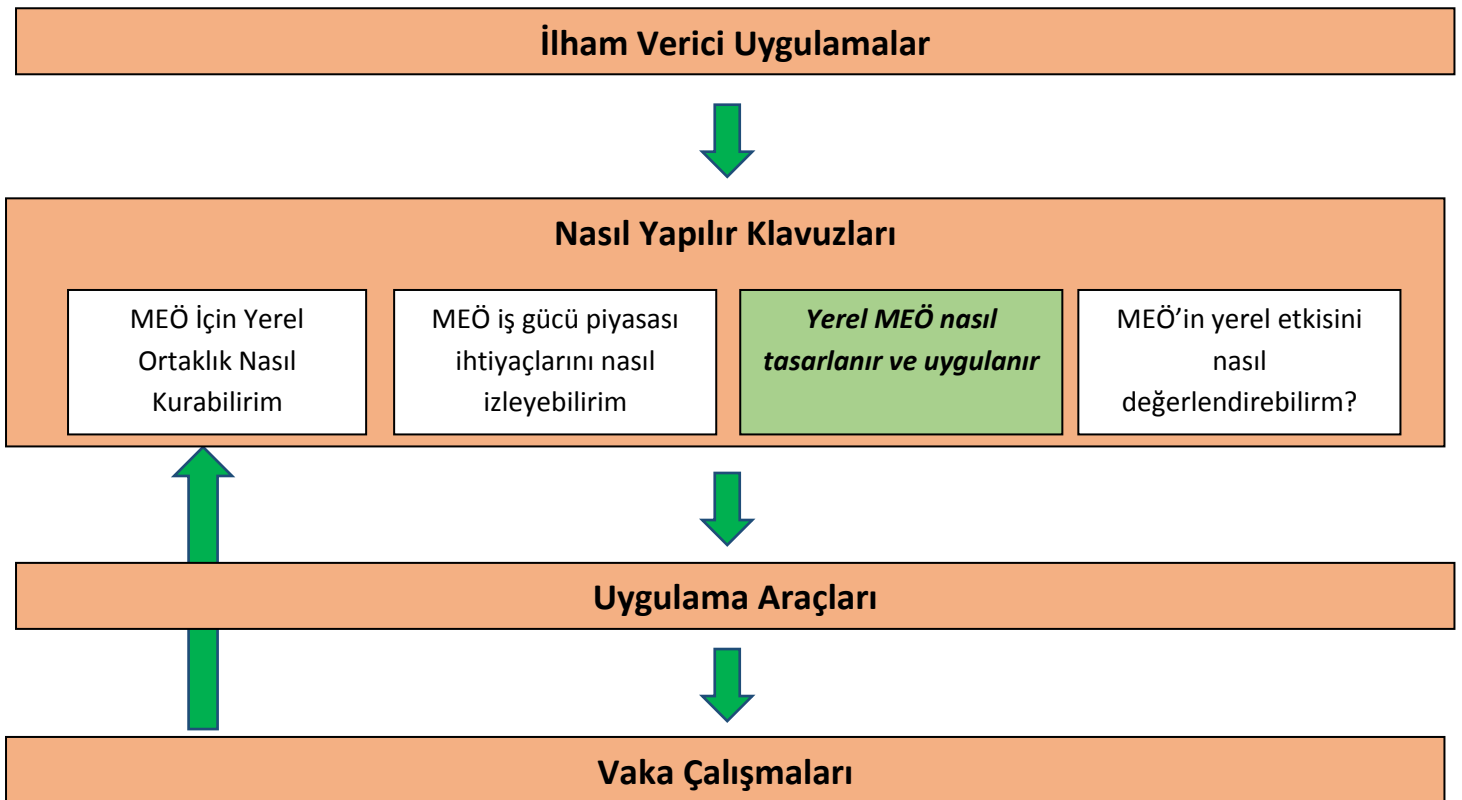 İlham Verici Uygulamalar
Nasıl Yapılır Klavuzları
MEÖ İçin Yerel
Ortaklık Nasıl
Kurabilirim
MEÖ iş gücü piyasası
ihtiyaçlarını nasıl
izleyebilirim
Yerel MEÖ nasıl
tasarlanır ve uygulanır
MEÖ’in yerel etkisini
nasıl
değerlendirebilirm?
Uygulama Araçları
Vaka Çalışmaları